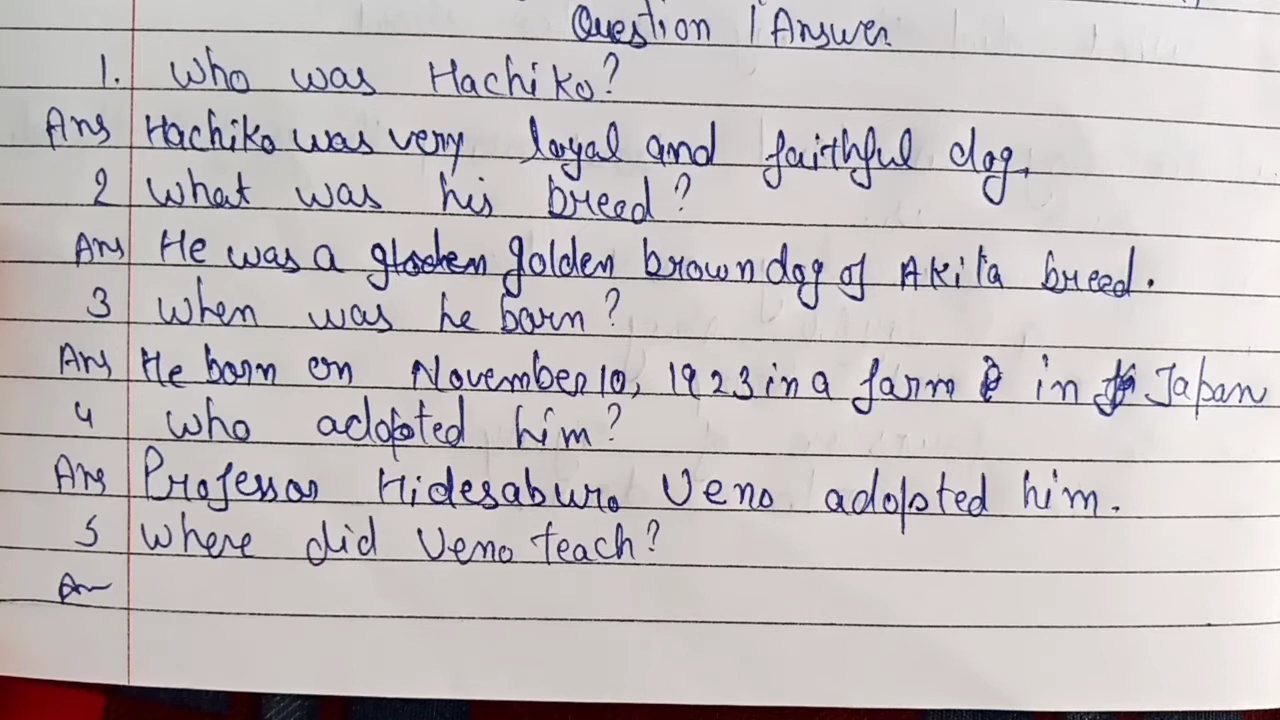 Question / Answer
1. Who was Hachiko?
Ans Hachiko was very loyal and faithful dog.
2 What was his breed?
Ans He was a gloden golden brown dog of Akita breed.
3 When was he born?
Ans He born on November 10, 1923 in a farm in Japan
4 Who adopted him?
Ans Professor Hidesaburo Ueno adopted him.
5 Where did Ueno teach?
An